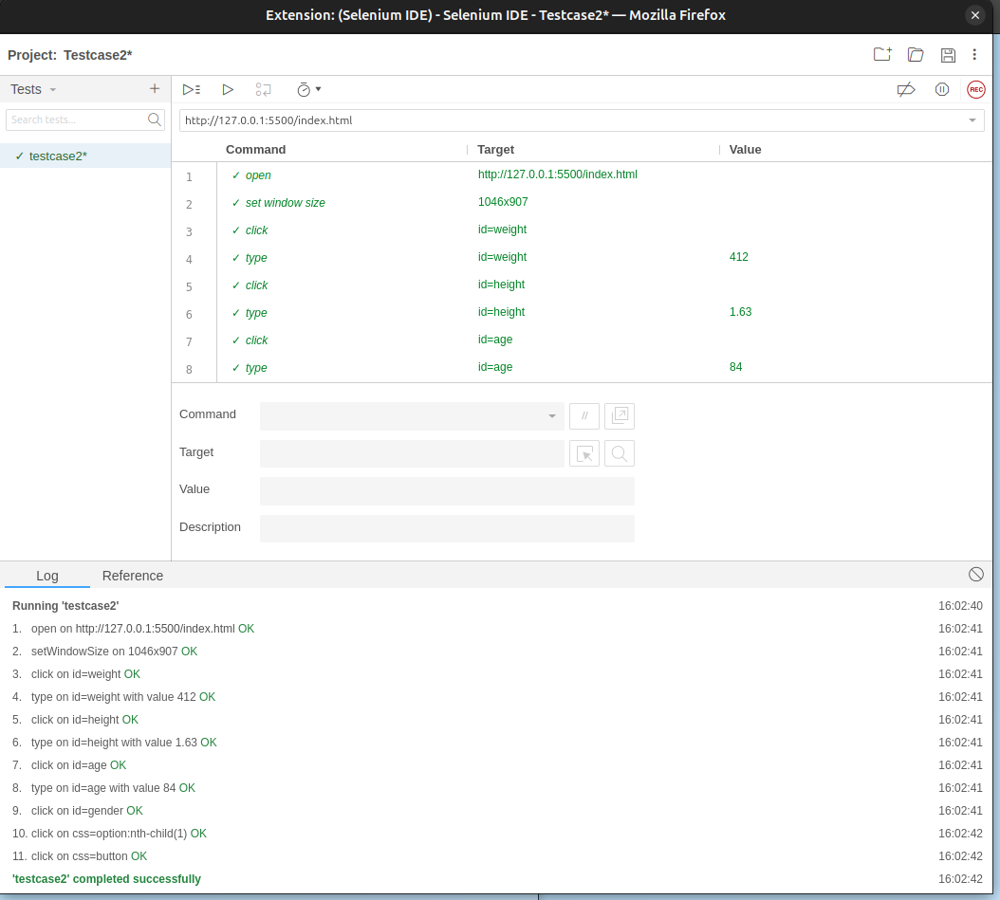 Extension: (Selenium IDE) - Selenium IDE - Testcase2* — Mozilla Firefox
Project: Testcase2*
Tests
Search tests...
✓ testcase2*
REC
http://127.0.0.1:5500/index.html
Command Target Value
1 ✓ open http://127.0.0.1:5500/index.html
2 ✓ set window size 1046x907
3 ✓ click id=weight
4 ✓ type id=weight 412
5 ✓ click id=height
6 ✓ type id=height 1.63
7 ✓ click id=age
8 ✓ type id=age 84
Command //
Target
Value
Description
Log Reference
Running 'testcase2' 16:02:40
1. open on http://127.0.0.1:5500/index.html OK 16:02:41
2. setWindowSize on 1046x907 OK 16:02:41
3. click on id=weight OK 16:02:41
4. type on id=weight with value 412 OK 16:02:41
5. click on id=height OK 16:02:41
6. type on id=height with value 1.63 OK 16:02:41
7. click on id=age OK 16:02:41
8. type on id=age with value 84 OK 16:02:41
9. click on id=gender OK 16:02:41
10. click on css=option:nth-child(1) OK 16:02:42
11. click on css=button OK 16:02:42
'testcase2' completed successfully 16:02:42